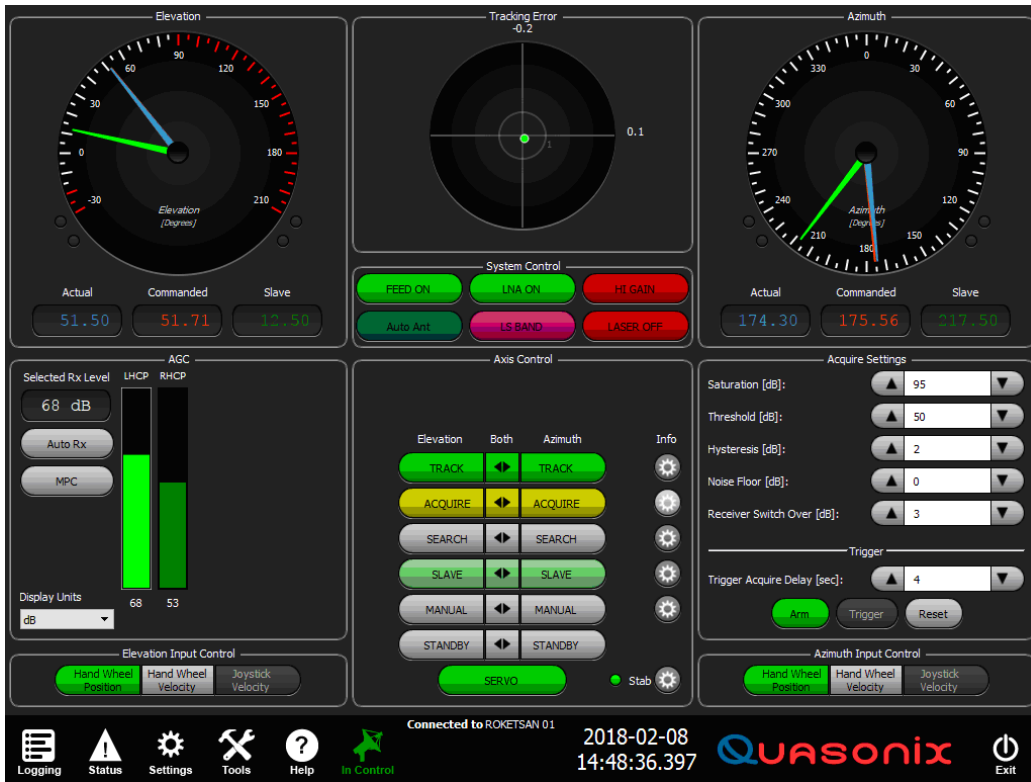 Elevation
90
60
120
30
150
0
180
-30
210
Elevation
[Degrees]
Actual Commanded Slave
51.50 51.71 12.50
Tracking Error
-0.2
0.1
1
Azimuth
0
330
30
300
60
270
90
240
120
210
150
180
Azimuth
[Degrees]
Actual Commanded Slave
174.30 175.56 217.50
System Control
FEED ON LNA ON HI GAIN
Auto Ant LS BAND LASER OFF
AGC
Selected Rx Level LHCP RHCP
68 dB
Auto Rx
MPC
68 53
Display Units
dB
Axis Control
Elevation Both Azimuth Info
TRACK TRACK
ACQUIRE ACQUIRE
SEARCH SEARCH
SLAVE SLAVE
MANUAL MANUAL
STANDBY STANDBY
SERVO Stab
Acquire Settings
Saturation [dB]: 95
Threshold [dB]: 50
Hysteresis [dB]: 2
Noise Floor [dB]: 0
Receiver Switch Over [dB]: 3
Trigger
Trigger Acquire Delay [sec]: 4
Arm Trigger Reset
Elevation Input Control
Hand Wheel Hand Wheel Joystick
Position Velocity Velocity
Azimuth Input Control
Hand Wheel Hand Wheel Joystick
Position Velocity Velocity
Logging Status Settings Tools Help In Control
Connected to ROKETSAN 01
2018-02-08
14:48:36.397
Quasonix
Exit